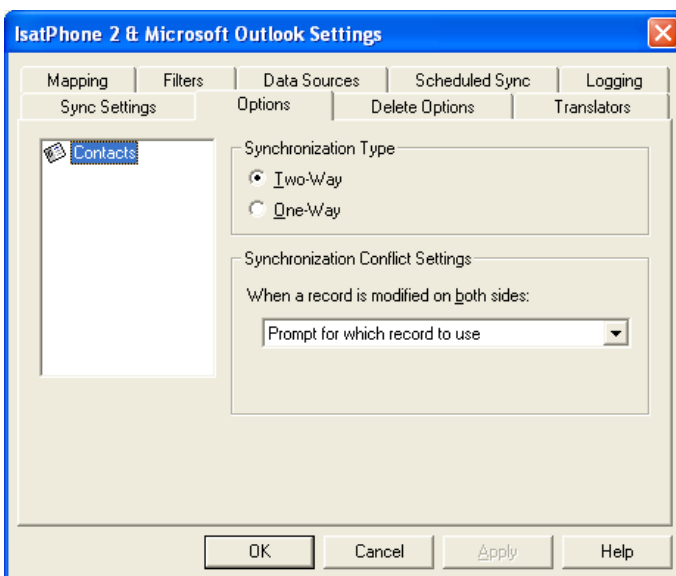 IsatPhone 2 & Microsoft Outlook Settings
Mapping Filters Data Sources Scheduled Sync Logging
Sync Settings Options Delete Options Translators
Contacts
Synchronization Type
Two-Way
One-Way
Synchronization Conflict Settings
When a record is modified on both sides:
Prompt for which record to use
OK Cancel Apply Help